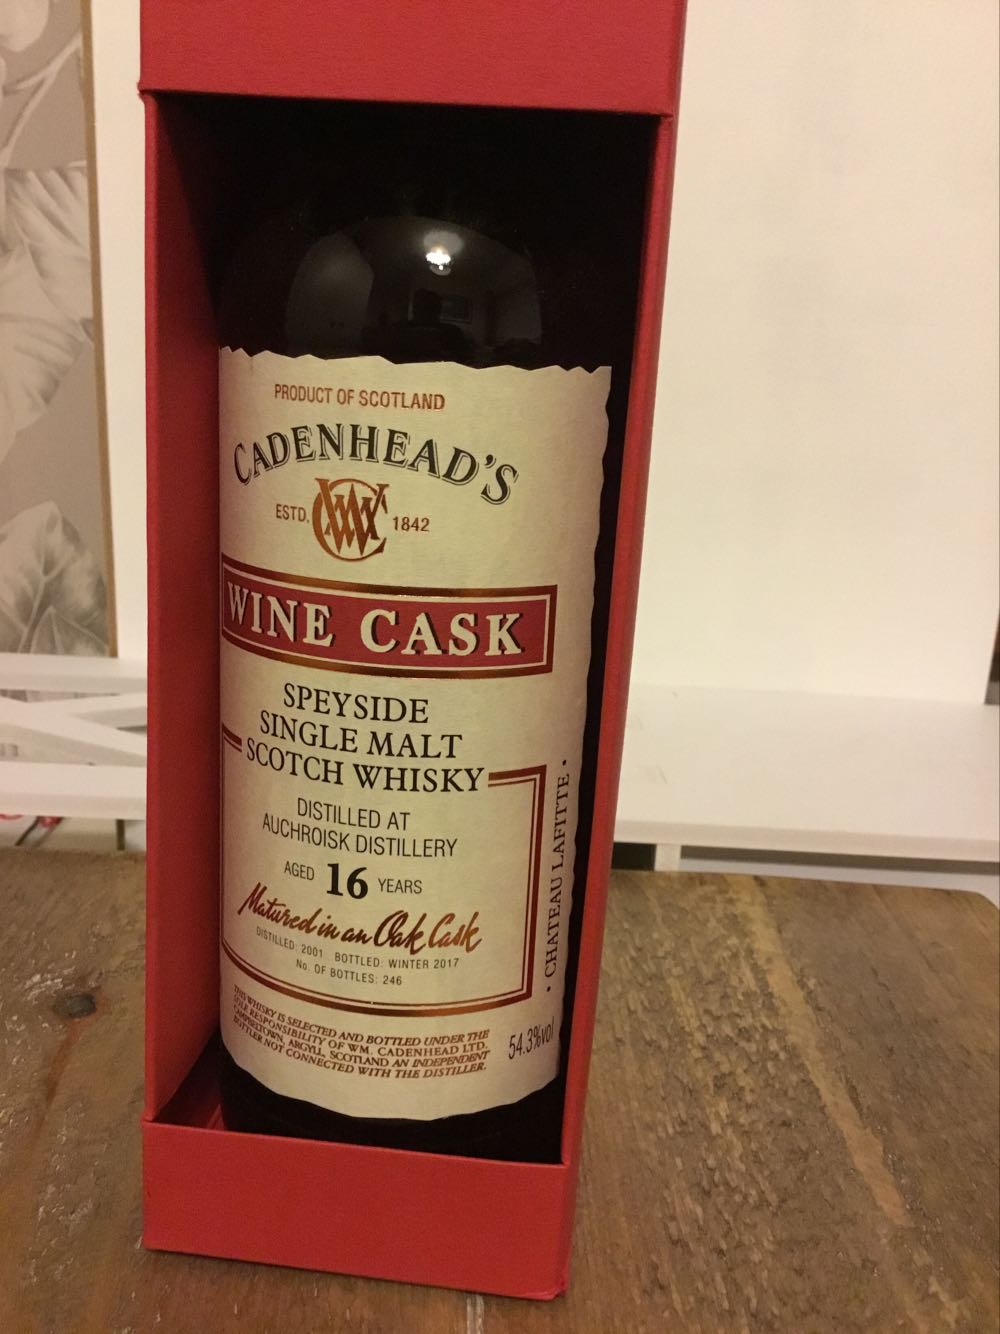 PRODUCT OF SCOTLAND
CADENHEAD'S
ESTD. WMC 1842
WINE CASK
SPEYSIDE
SINGLE MALT
SCOTCH WHISKY
DISTILLED AT
AUCHROISK DISTILLERY
AGED 16 YEARS
Matured in an Oak Cask
DISTILLED: 2001 BOTTLED: WINTER 2017
No. OF BOTTLES: 246
THIS WHISKY IS SELECTED AND BOTTLED UNDER THE
SOLE RESPONSIBILITY OF WM. CADENHEAD LTD.
CAMPBELTOWN, ARGYLL, SCOTLAND AN INDEPENDENT
BOTTLER NOT CONNECTED WITH THE DISTILLER.
54.3%vol
• CHATEAU LAFITTE •